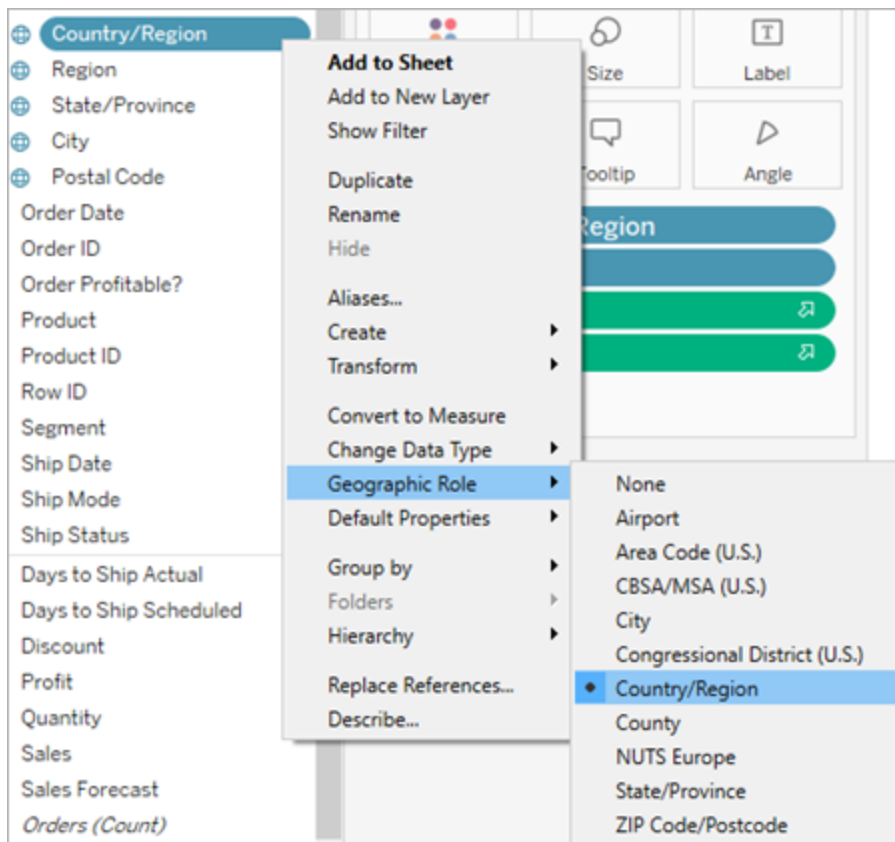 Country/Region
Region
State/Province
City
Postal Code
Order Date
Order ID
Order Profitable?
Product
Product ID
Row ID
Segment
Ship Date
Ship Mode
Ship Status
Days to Ship Actual
Days to Ship Scheduled
Discount
Profit
Quantity
Sales
Sales Forecast
Orders (Count)
Add to Sheet
Add to New Layer
Show Filter
Duplicate
Rename
Hide
Aliases...
Create
Transform
Convert to Measure
Change Data Type
Geographic Role
Default Properties
Group by
Folders
Hierarchy
Replace References...
Describe...
Size
T
Label
ooltip
Angle
Region
None
Airport
Area Code (U.S.)
CBSA/MSA (U.S.)
City
Congressional District (U.S.)
Country/Region
County
NUTS Europe
State/Province
ZIP Code/Postcode